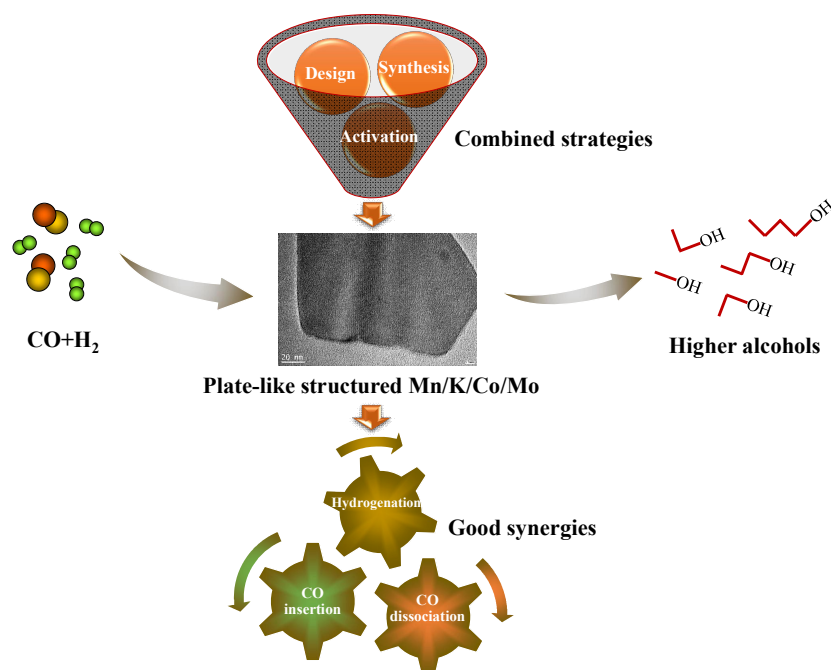 Design
Synthesis
Activation
Combined strategies
CO+H₂
20 nm
Plate-like structured Mn/K/Co/Mo
OH
OH
OH
OH
OH
Higher alcohols
Hydrogenation
Good synergies
CO
insertion
CO
dissociation